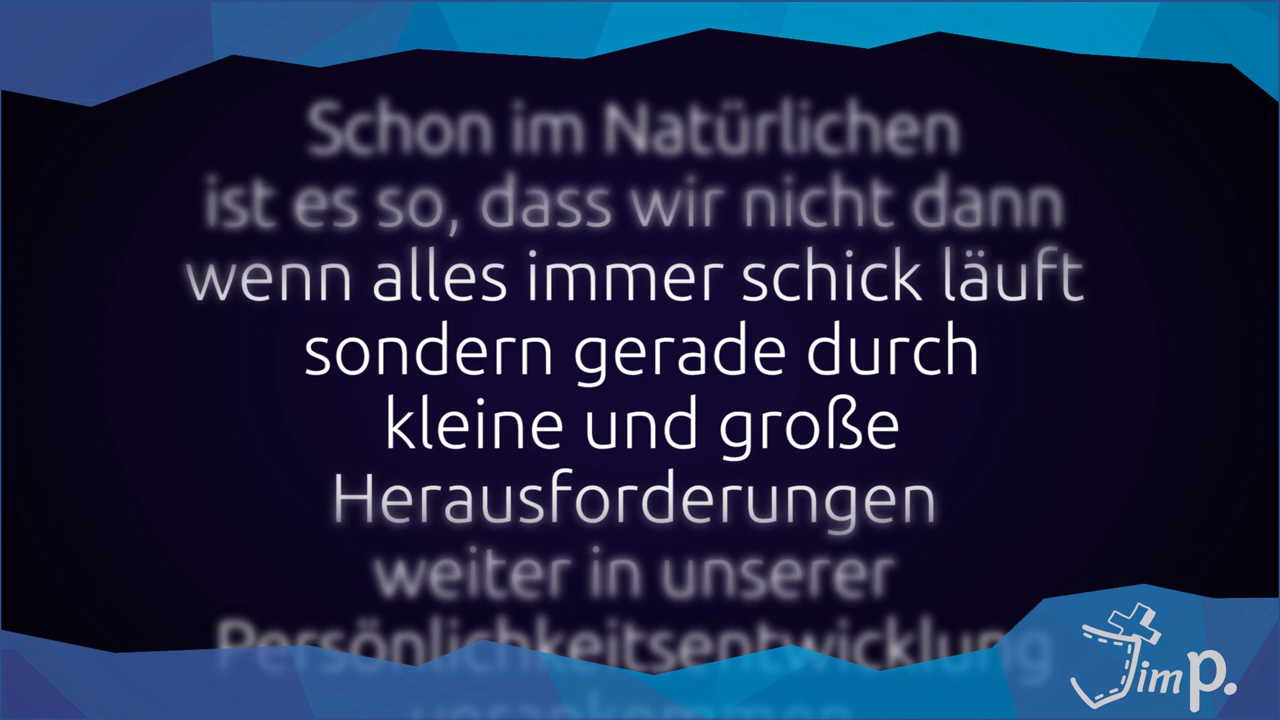 Schon im Natürlichen
ist es so, dass wir nicht dann
wenn alles immer schick läuft
sondern gerade durch
kleine und große
Herausforderungen
weiter in unserer
Persönlichkeitsentwicklung
Jim P.